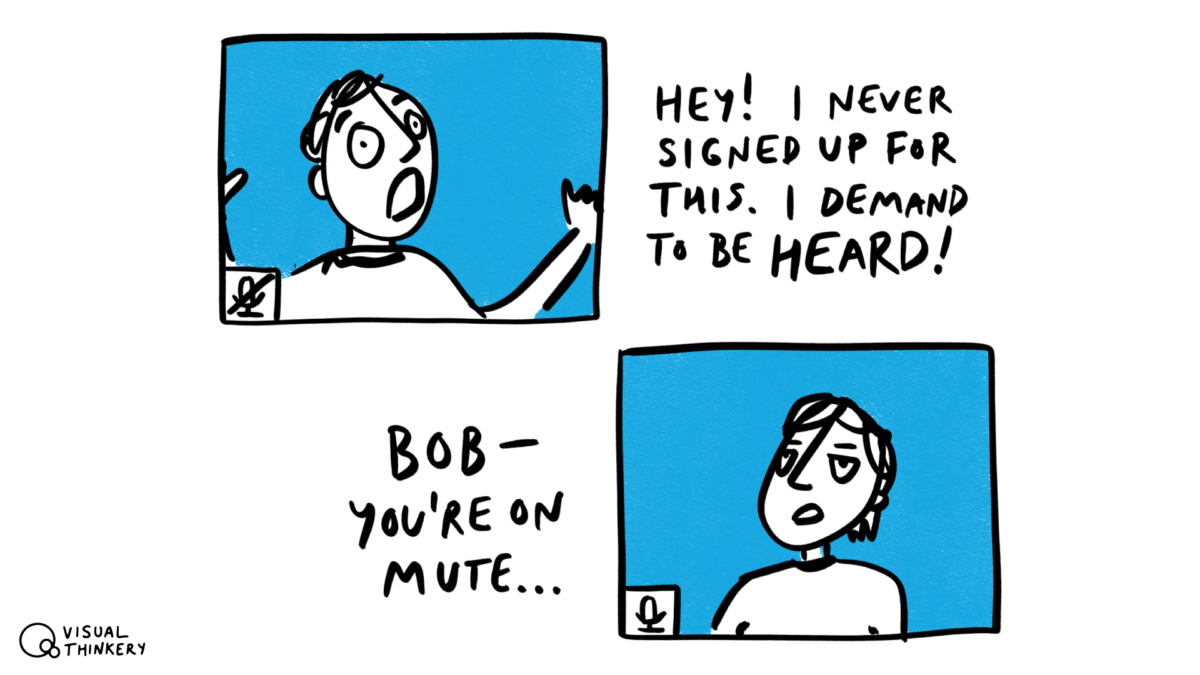 HEY! I NEVER
SIGNED UP FOR
THIS. I DEMAND
TO BE HEARD!
BOB —
YOU'RE ON
MUTE...
VISUAL
THINKERY